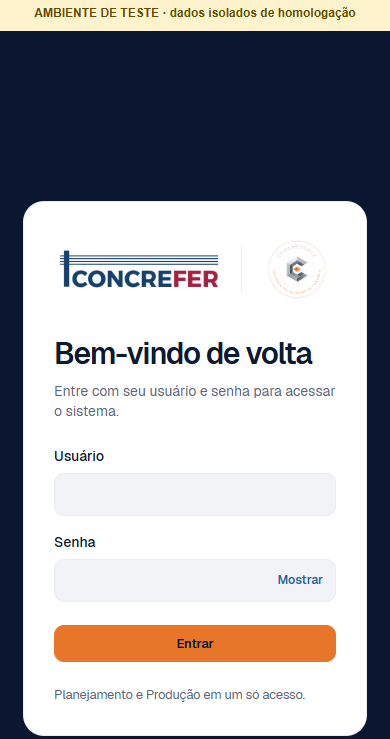 AMBIENTE DE TESTE · dados isolados de homologação
CONCREFER
Bem-vindo de volta
Entre com seu usuário e senha para acessar
o sistema.
Usuário
Senha
Mostrar
Entrar
Planejamento e Produção em um só acesso.